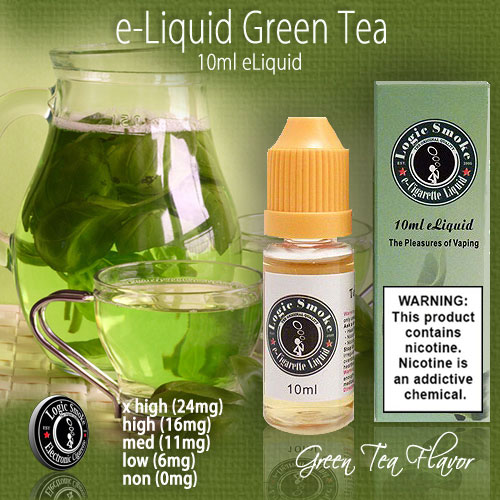 e-Liquid Green Tea
10ml eLiquid
Logic Smoke
e-Cigarette Liquid
10ml eLiquid
The Pleasures of Vaping
WARNING:
This product
contains
nicotine.
Nicotine is
an addictive
chemical.
Logic Smoke
e-Cigarette Liquid
10ml
Logic Smoke
Electronic Cigarettes
x high (24mg)
high (16mg)
med (11mg)
low (6mg)
non (0mg)
Green Tea Flavor